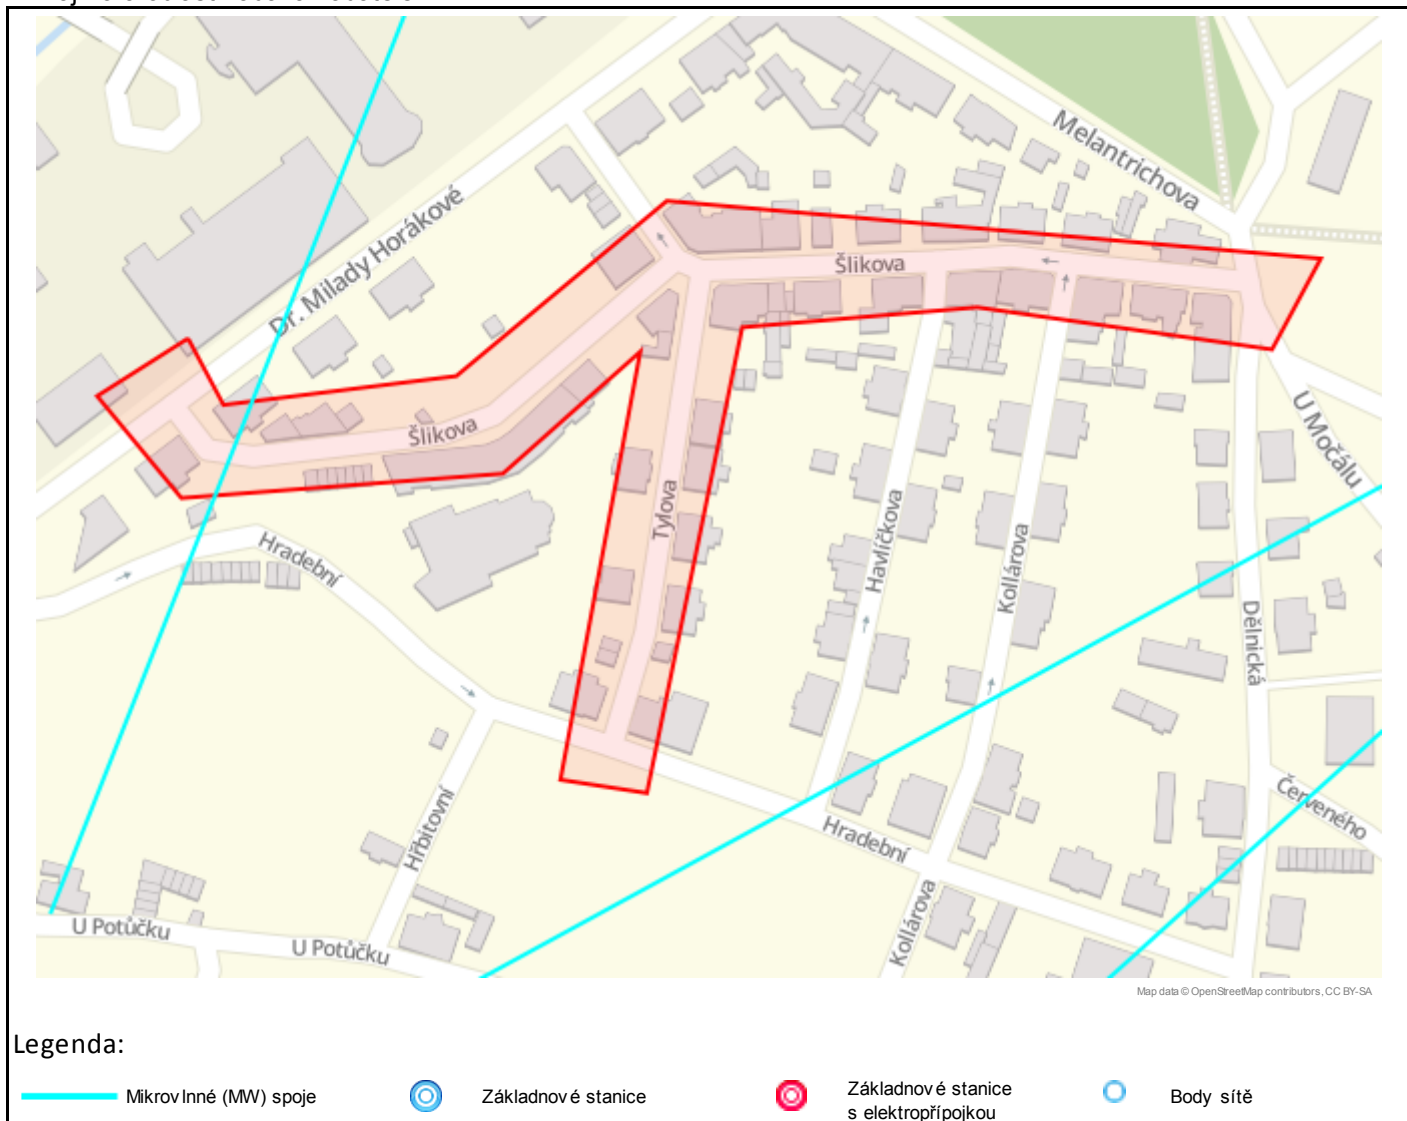 Melantrichova
Dr. Milady Horákové
Šlikova
Šlikova
Tylova
Hradební
Havlíčkova
Kollárova
U Močálu
Dělnická
Červeného
Hřbitovní
Hradební
Kollárova
U Potůčku
U Potůčku
Map data © OpenStreetMap contributors, CC BY-SA
Legenda:
Mikrovlnné (MW) spoje
Základnové stanice
Základnové stanice
s elektropřípojkou
Body sítě